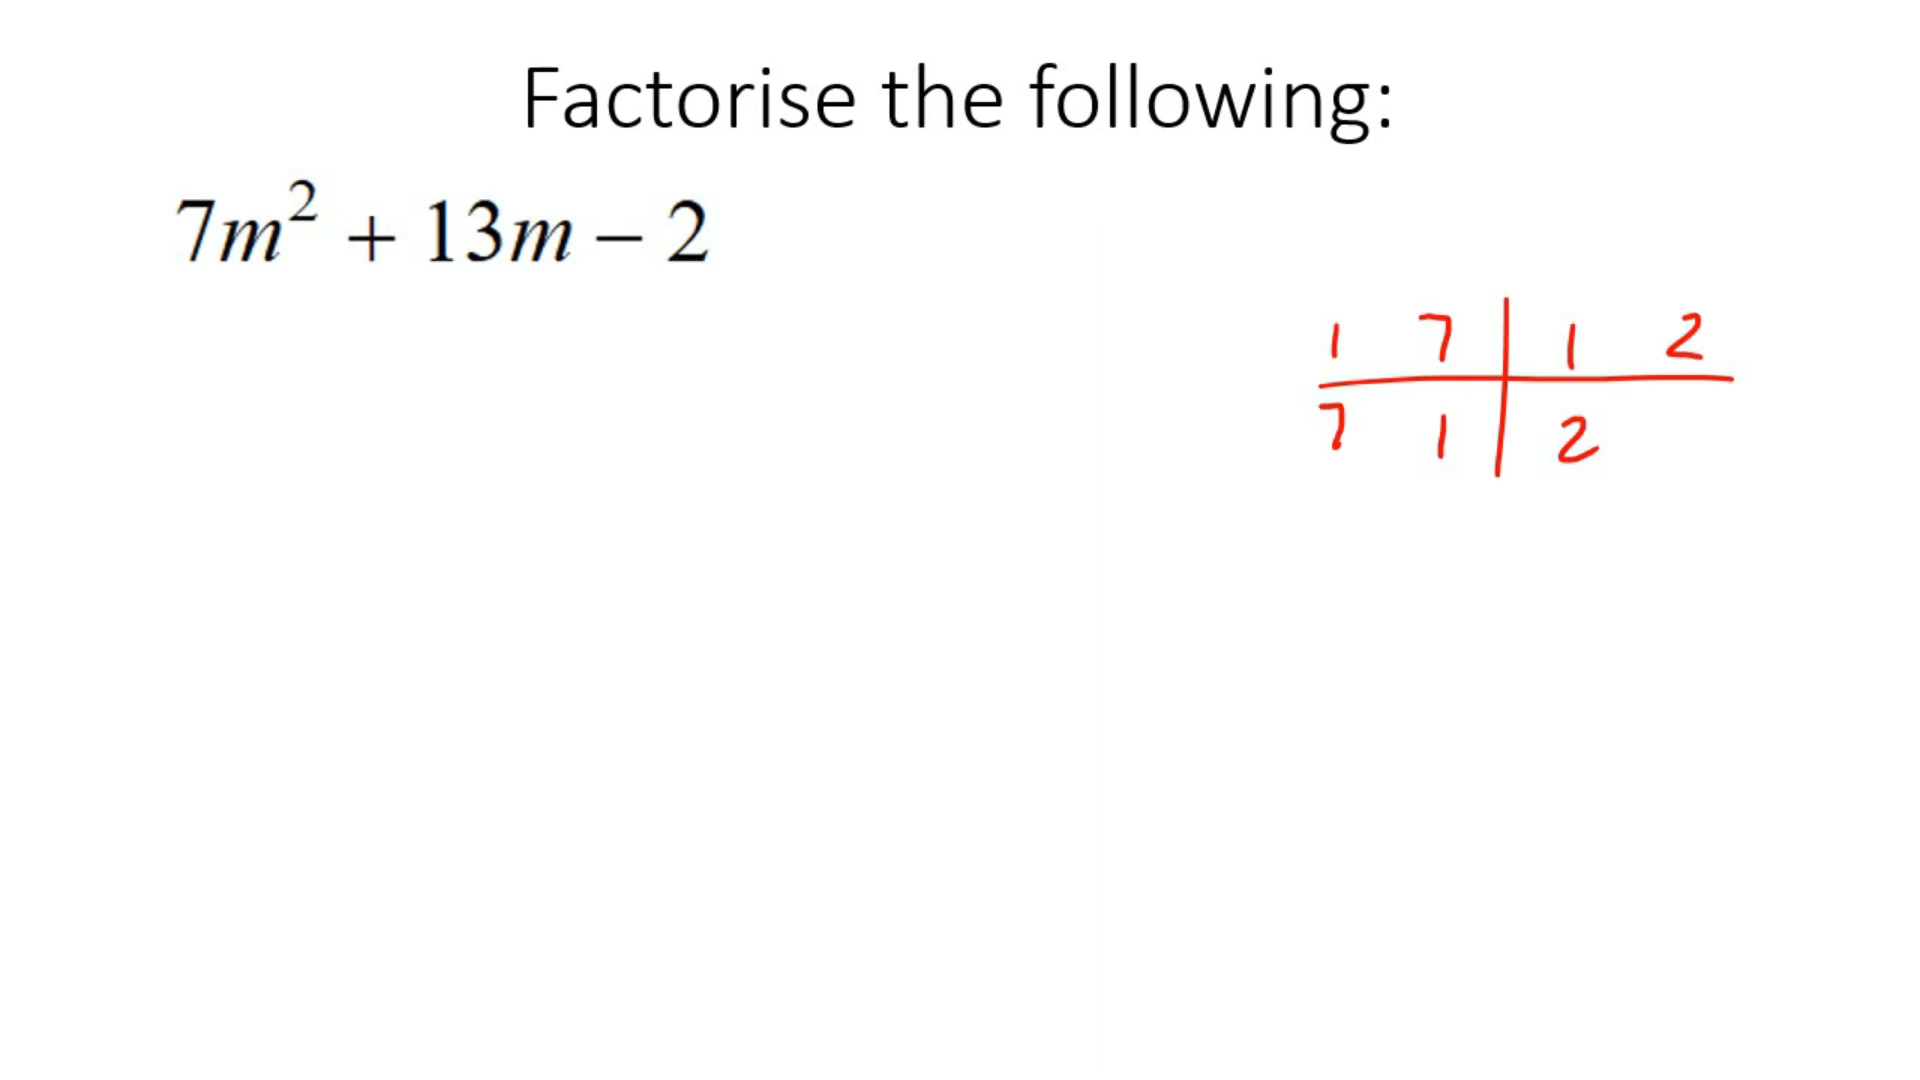 Factorise the following:
7m² + 13m − 2
1 7 | 1 2
7 1 | 2